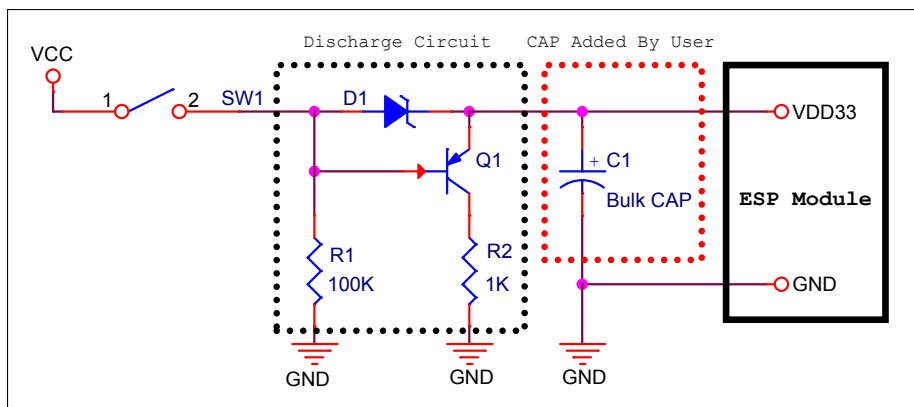 Discharge Circuit
CAP Added By User
VCC
1
2
SW1
D1
VDD33
Q1
+
C1
Bulk CAP
ESP Module
R1
100K
R2
1K
GND
GND
GND
GND